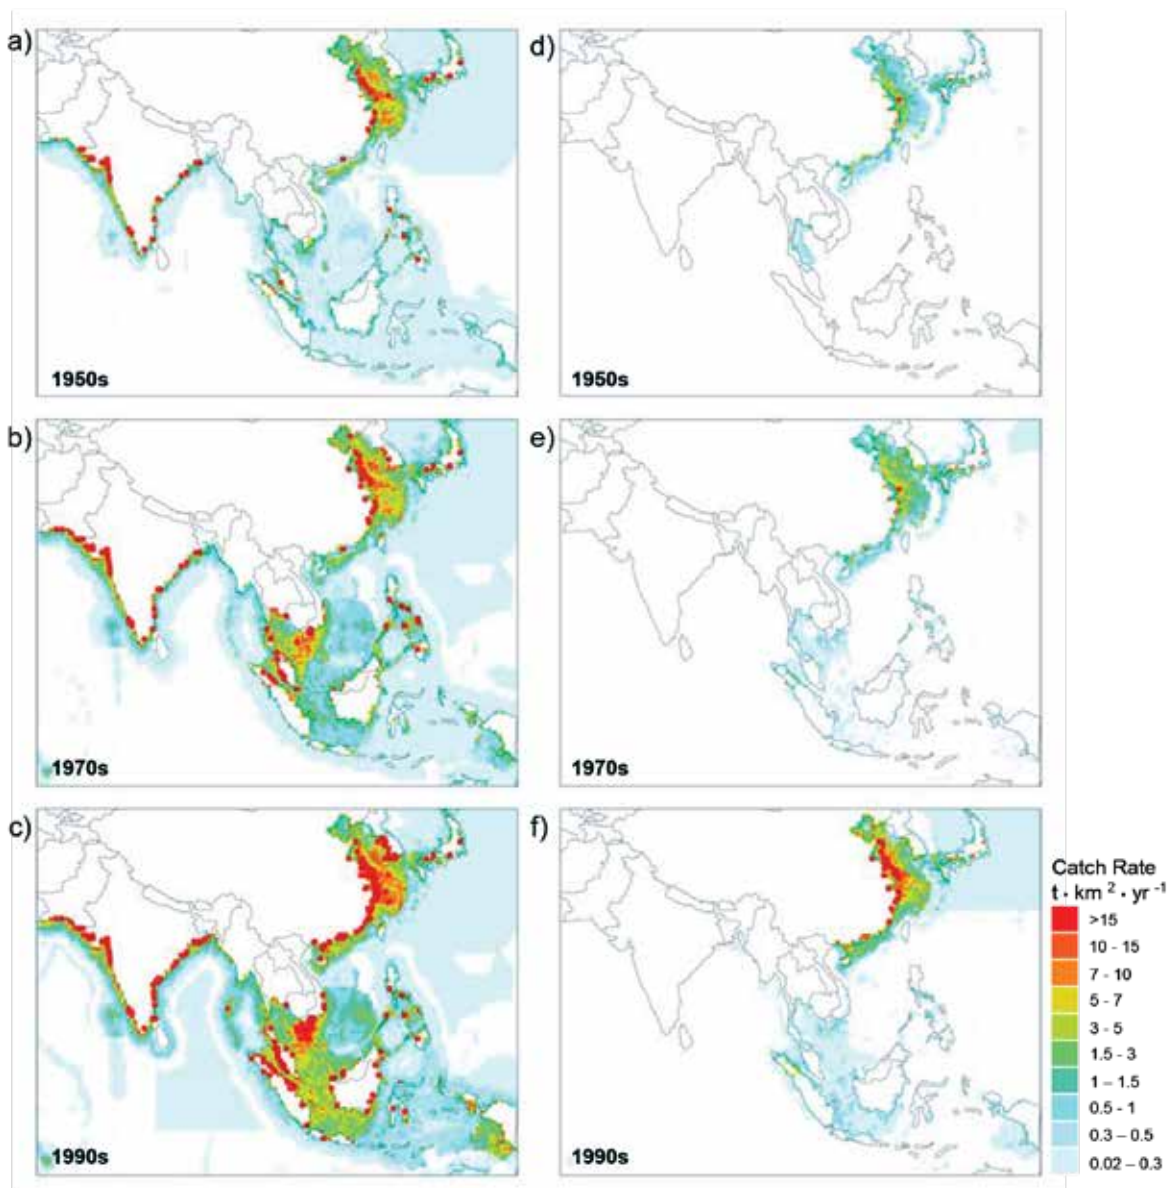 a)
1950s
d)
1950s
b)
1970s
e)
1970s
c)
1990s
f)
1990s
Catch Rate
t · km ² · yr ⁻¹
>15
10 - 15
7 - 10
5 - 7
3 - 5
1.5 - 3
1 – 1.5
0.5 - 1
0.3 – 0.5
0.02 – 0.3